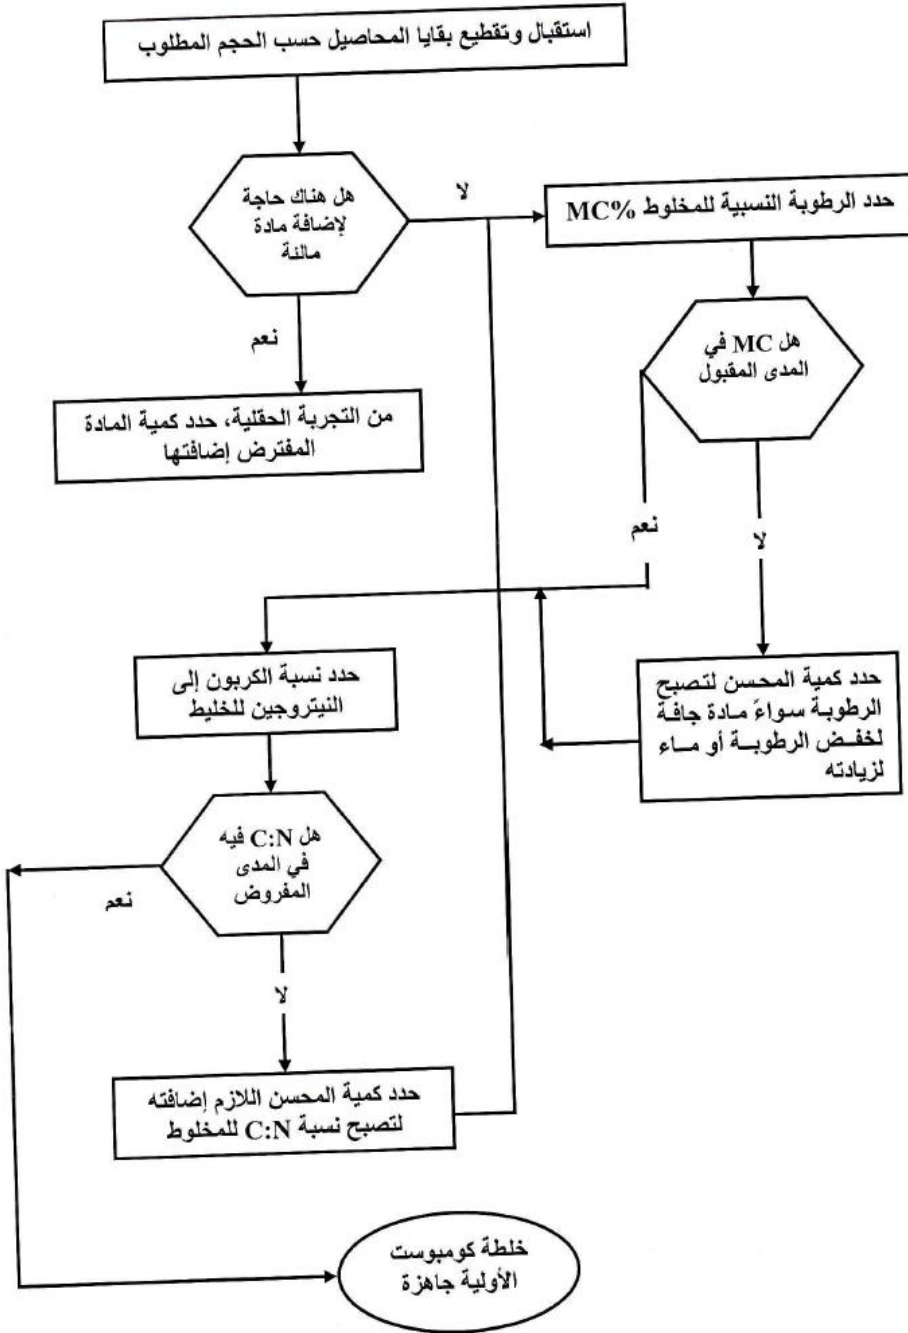 استقبال وتقطيع بقايا المحاصيل حسب الحجم المطلوب
هل هناك حاجة
لإضافة مادة
مالئة
لا
حدد الرطوبة النسبية للمخلوط MC%
نعم
هل MC في
المدى المقبول
من التجربة الحقلية، حدد كمية المادة
المفترض إضافتها
نعم
لا
حدد نسبة الكربون إلى
النيتروجين للخليط
حدد كمية المحسن لتصبح
الرطوبة سواءً مادة جافة
لخفض الرطوبة أو ماء
لزيادته
هل C:N فيه
في المدى
المفروض
نعم
لا
حدد كمية المحسن اللازم إضافته
لتصبح نسبة C:N للمخلوط
خلطة كومبوست
الأولية جاهزة